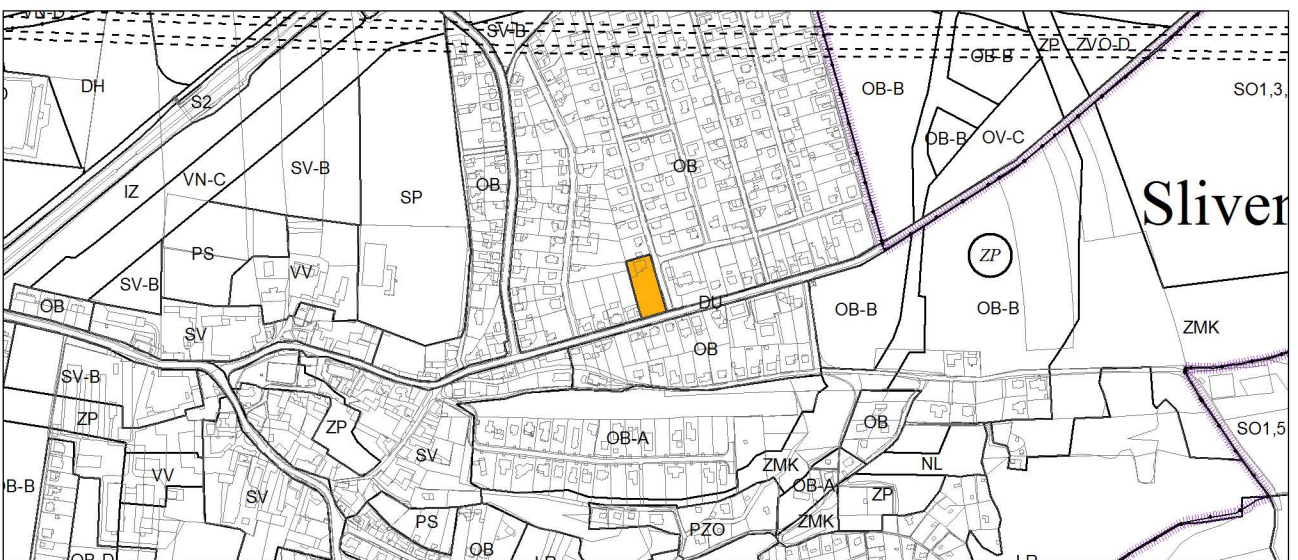 SV-B
DH
S2
OB-B
OB-B
ZP
ZVO-D
SO1,3,
OB-B
OV-C
IZ
VN-C
SV-B
SP
OB
OB
Sliven
PS
VV
SV-B
ZP
OB
SV
DU
OB-B
OB-B
ZMK
OB
SV-B
ZP
ZP
OB-A
OB
SO1,5
SV
ZMK
NL
VV
OB-A
ZP
SV
PS
PZO
ZMK
OB